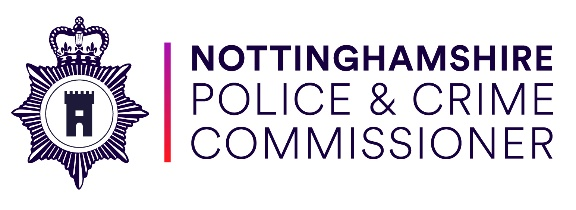 NOTTINGHAMSHIRE
POLICE & CRIME
COMMISSIONER